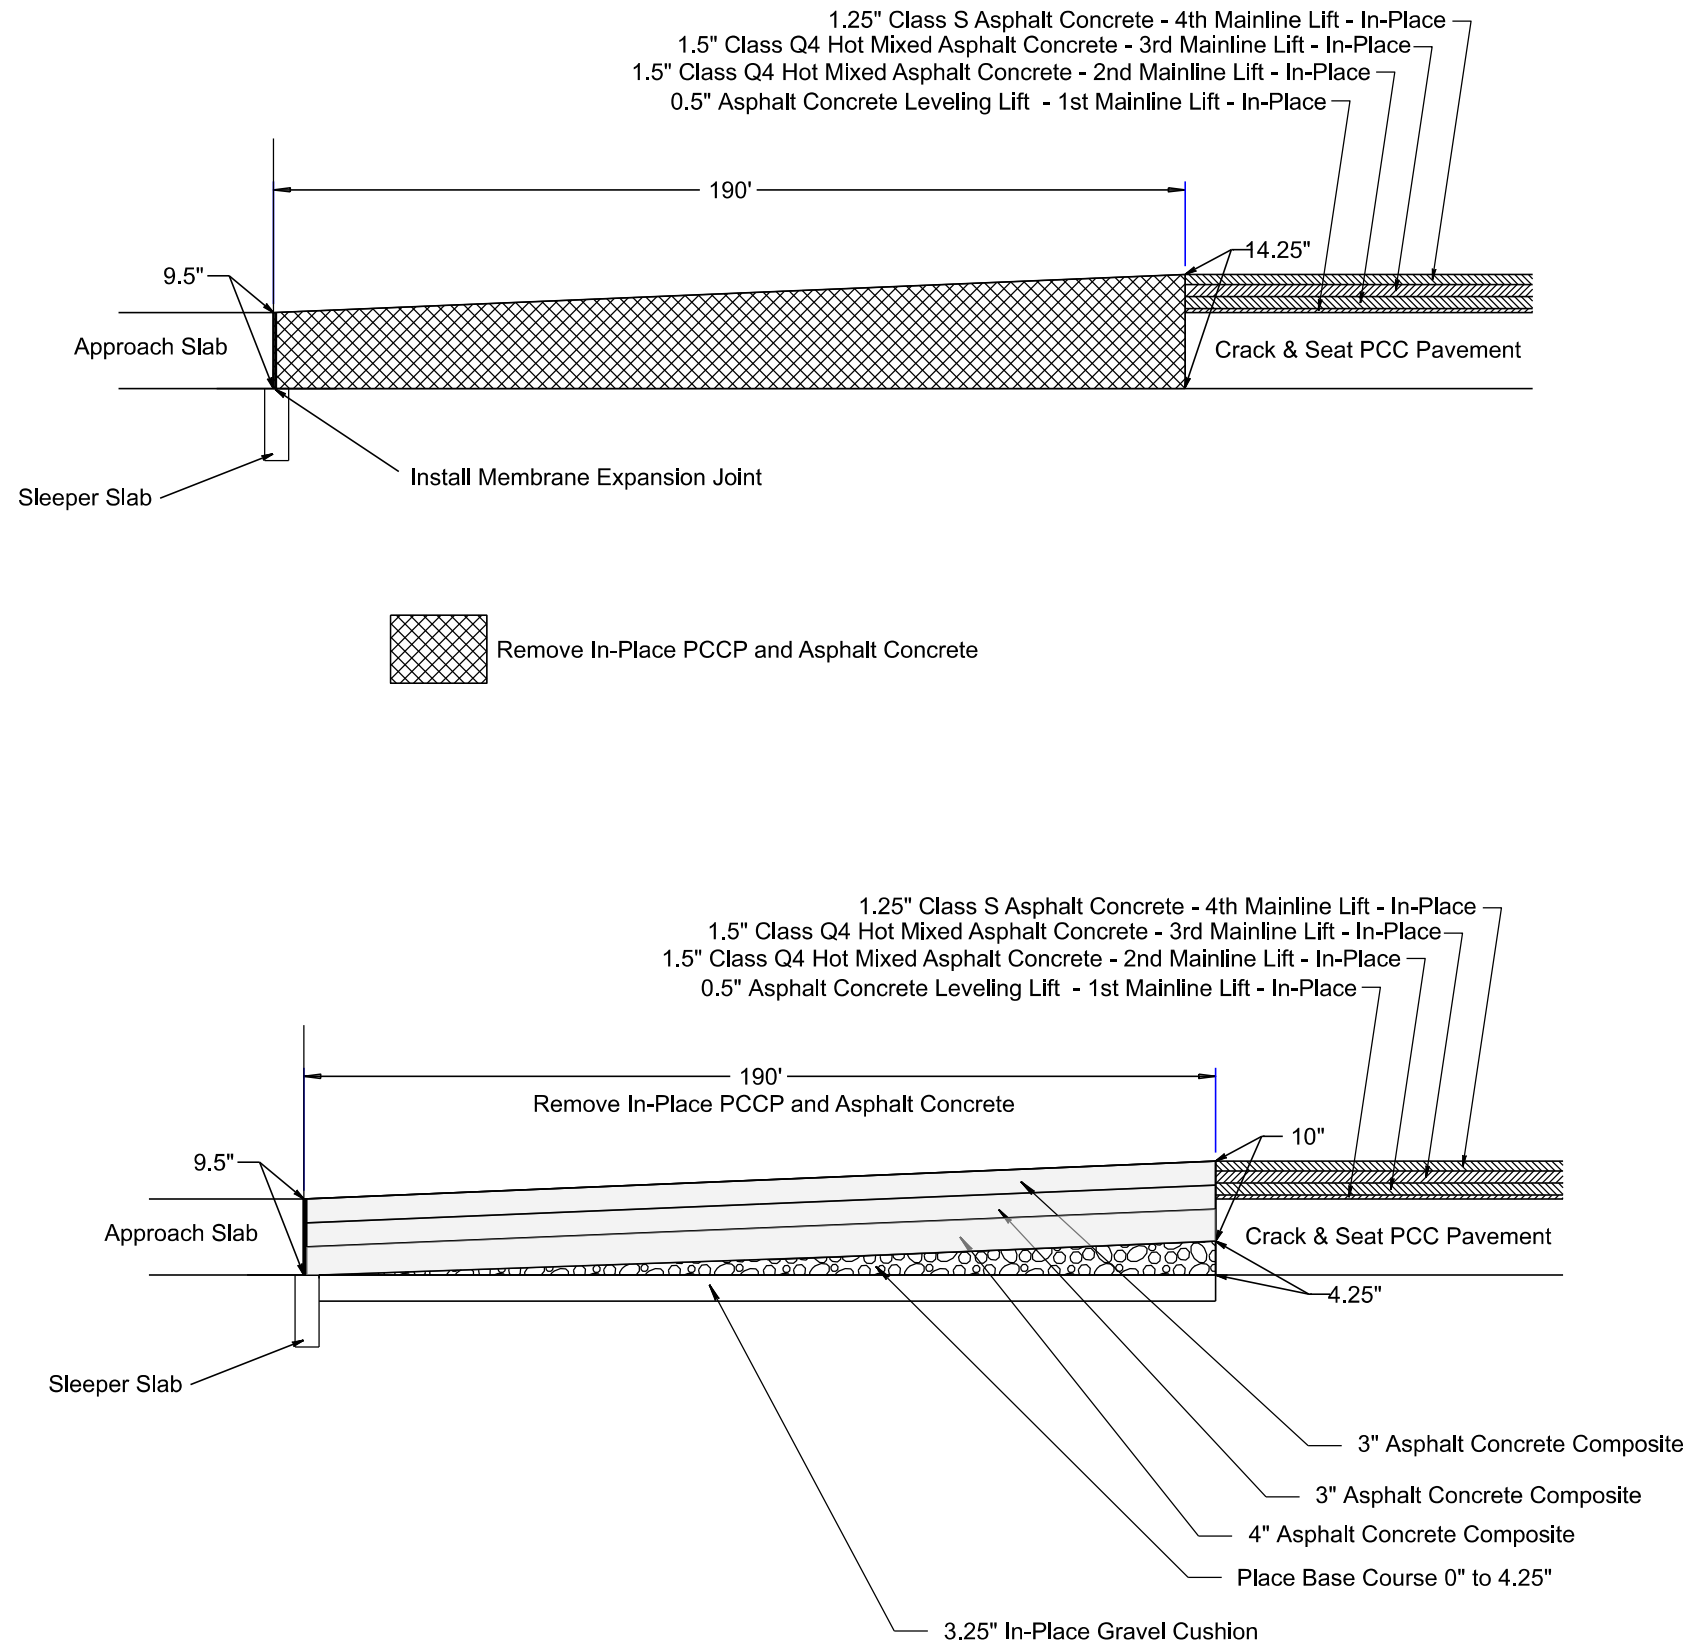 1.25" Class S Asphalt Concrete - 4th Mainline Lift - In-Place
1.5" Class Q4 Hot Mixed Asphalt Concrete - 3rd Mainline Lift - In-Place
1.5" Class Q4 Hot Mixed Asphalt Concrete - 2nd Mainline Lift - In-Place
0.5" Asphalt Concrete Leveling Lift - 1st Mainline Lift - In-Place
190'
14.25"
9.5"
Approach Slab
Crack & Seat PCC Pavement
Install Membrane Expansion Joint
Sleeper Slab
Remove In-Place PCCP and Asphalt Concrete
1.25" Class S Asphalt Concrete - 4th Mainline Lift - In-Place
1.5" Class Q4 Hot Mixed Asphalt Concrete - 3rd Mainline Lift - In-Place
1.5" Class Q4 Hot Mixed Asphalt Concrete - 2nd Mainline Lift - In-Place
0.5" Asphalt Concrete Leveling Lift - 1st Mainline Lift - In-Place
190'
Remove In-Place PCCP and Asphalt Concrete
10"
9.5"
Approach Slab
Crack & Seat PCC Pavement
4.25"
Sleeper Slab
3" Asphalt Concrete Composite
3" Asphalt Concrete Composite
4" Asphalt Concrete Composite
Place Base Course 0" to 4.25"
3.25" In-Place Gravel Cushion